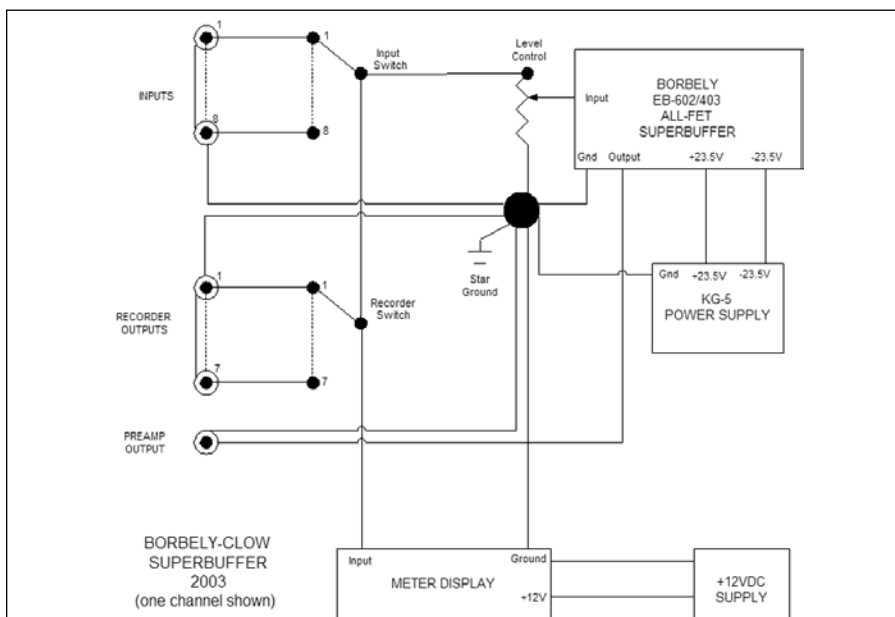 1
1
Input
Switch
Level
Control
INPUTS
8
8
BORBELY
EB-602/403
ALL-FET
SUPERBUFFER
Input
Gnd Output +23.5V -23.5V
Star
Ground
Gnd +23.5V -23.5V
KG-5
POWER SUPPLY
1
1
RECORDER
OUTPUTS
Recorder
Switch
7
7
PREAMP
OUTPUT
BORBELY-CLOW
SUPERBUFFER
2003
(one channel shown)
Input Ground
METER DISPLAY
+12V
+12VDC
SUPPLY